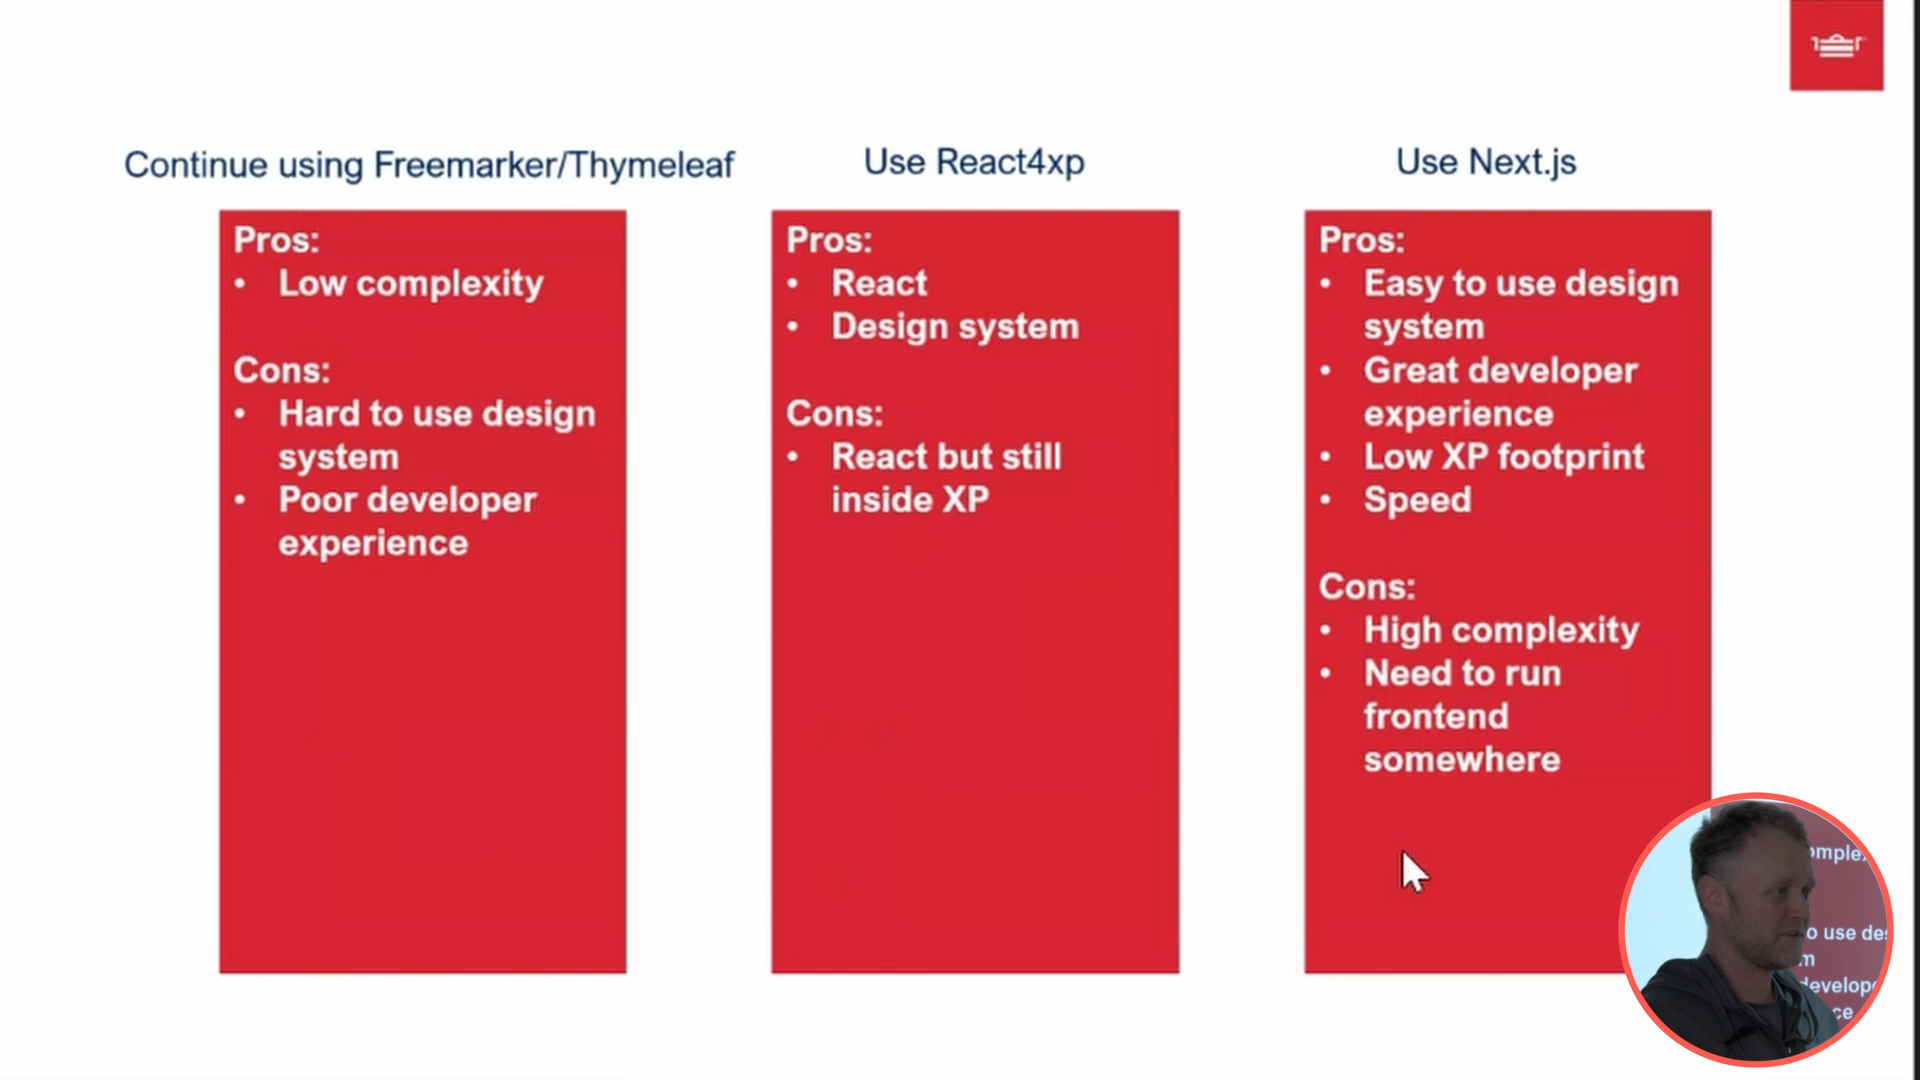 Continue using Freemarker/Thymeleaf
Pros:
• Low complexity
Cons:
• Hard to use design
system
• Poor developer
experience
Use React4xp
Pros:
• React
• Design system
Cons:
• React but still
inside XP
Use Next.js
Pros:
• Easy to use design
system
• Great developer
experience
• Low XP footprint
• Speed
Cons:
• High complexity
• Need to run
frontend
somewhere
o use des